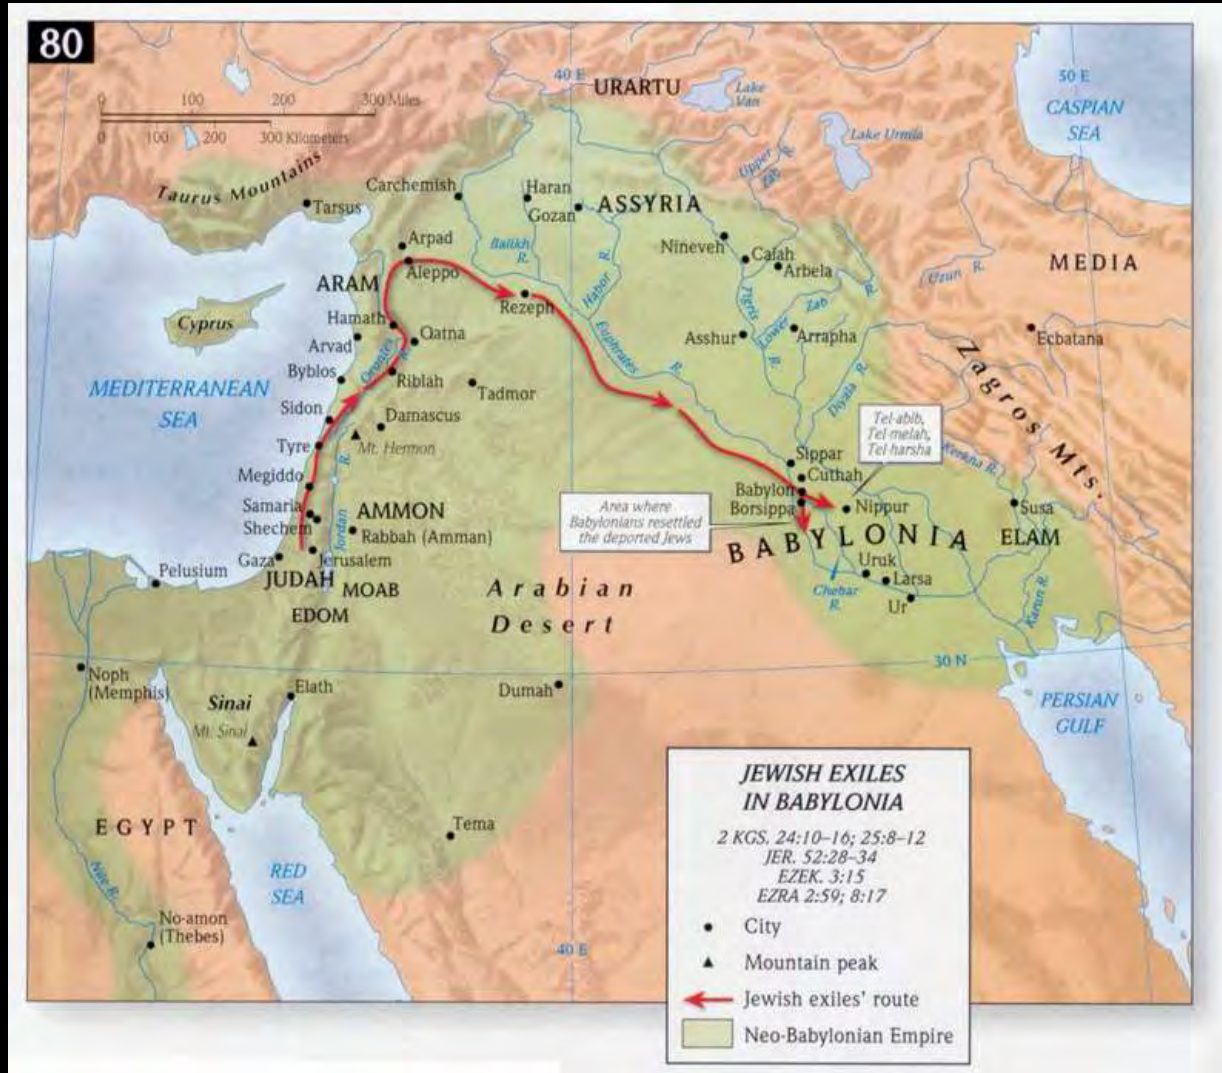 80
0 100 200 300 Miles
0 100 200 300 Kilometers
40 E
50 E
URARTU
Lake
Van
CASPIAN
SEA
Lake Urmia
Upper
Zab R.
Taurus Mountains
Tarsus
Carchemish
Haran
Gozan
ASSYRIA
Balikh
R.
Habor R.
Nineveh
Calah
Arbela
Uzun R.
MEDIA
Arpad
Aleppo
ARAM
Rezeph
Tigris
Lower Zab R.
Cyprus
Hamath
Qatna
Arvad
Orontes R.
Asshur
Arrapha
Ecbatana
Euphrates R.
Zagros Mts.
MEDITERRANEAN
SEA
Byblos
Riblah
Tadmor
Diyala R.
Sidon
Damascus
Tel-abib,
Tel-melah,
Tel-harsha
Tyre
Mt. Hermon
Sippar
Kerkha R.
Megiddo
Cuthah
Babylon
Samaria
AMMON
Borsippa
Nippur
Susa
Shechem
Jordan R.
Rabbah (Amman)
Area where
Babylonians resettled
the deported Jews
BABYLONIA
ELAM
Gaza
Jerusalem
Pelusium
JUDAH
MOAB
EDOM
Arabian
Desert
Uruk
Larsa
Chebar
R.
Ur
Karun R.
30 N
Noph
(Memphis)
Sinai
Elath
Dumah
Mt. Sinai
PERSIAN
GULF
EGYPT
Tema
Nile R.
RED
SEA
No-amon
(Thebes)
40 E
JEWISH EXILES
IN BABYLONIA
2 KGS. 24:10–16; 25:8–12
JER. 52:28–34
EZEK. 3:15
EZRA 2:59; 8:17
City
Mountain peak
Jewish exiles' route
Neo-Babylonian Empire